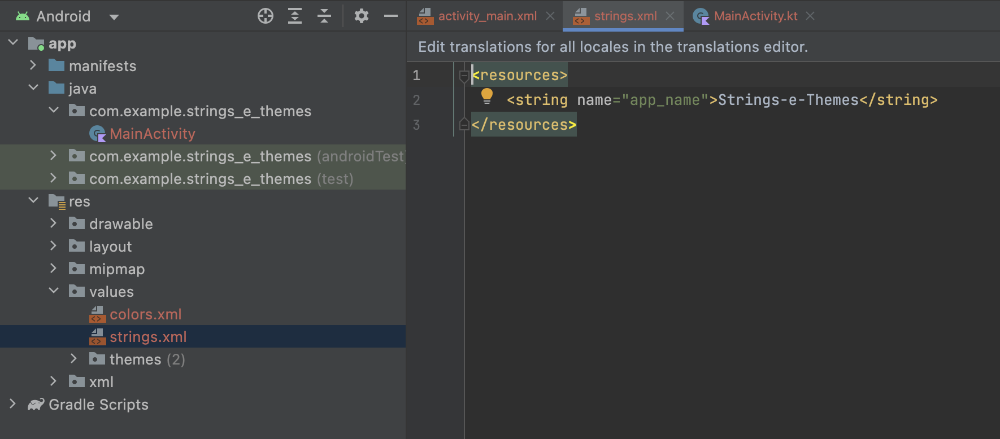 Android
app
manifests
java
com.example.strings_e_themes
MainActivity
com.example.strings_e_themes (androidTest)
com.example.strings_e_themes (test)
res
drawable
layout
mipmap
values
colors.xml
strings.xml
themes (2)
xml
Gradle Scripts
activity_main.xml
strings.xml
MainActivity.kt
Edit translations for all locales in the translations editor.
1 <resources>
2 <string name="app_name">Strings-e-Themes</string>
3 </resources>